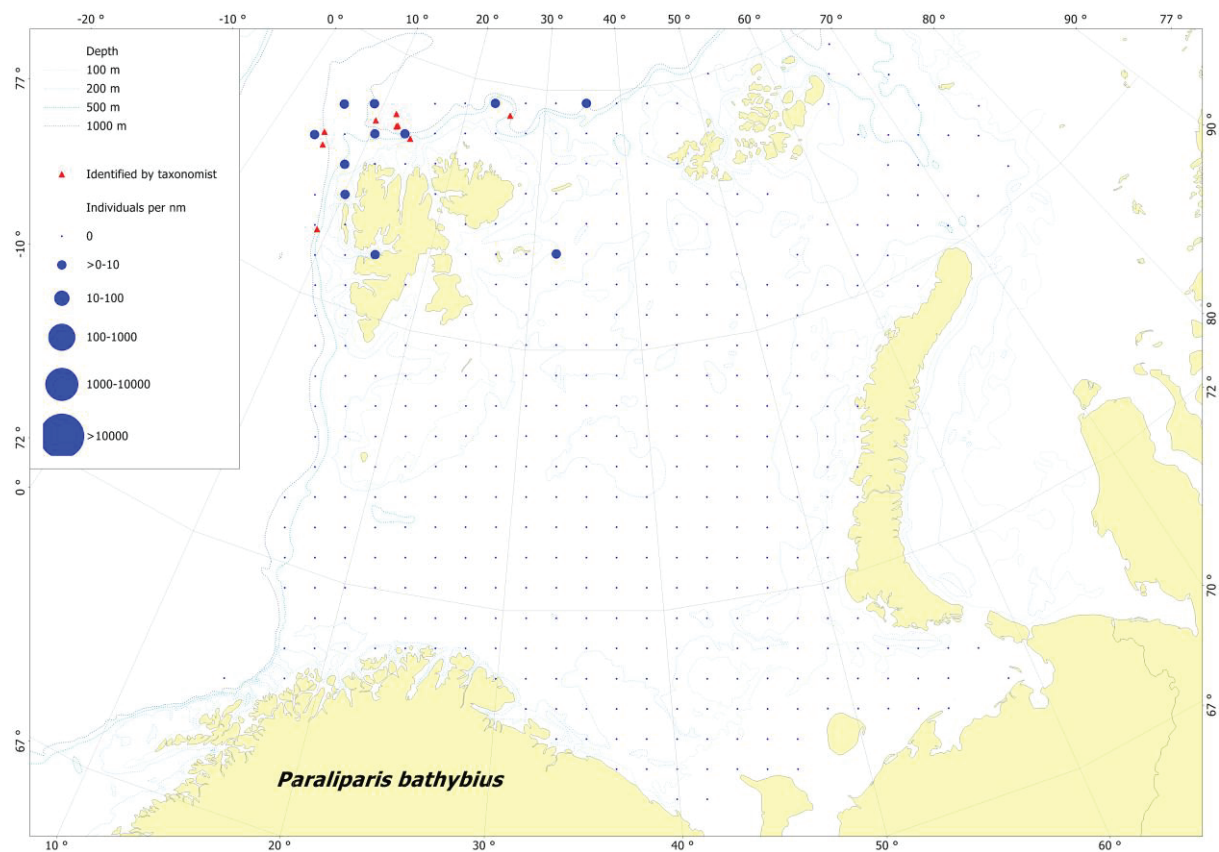 -20 ° -10 ° 0 ° 10 ° 20 ° 30 ° 40 ° 50 ° 60 ° 70 ° 80 ° 90 ° 77 °
Depth
100 m
200 m
500 m
1000 m
Identified by taxonomist
Individuals per nm
0
>0-10
10-100
100-1000
1000-10000
>10000
77 °
-10 °
72 °
0 °
67 °
90 °
80 °
72 °
70 °
67 °
Paraliparis bathybius
10 ° 20 ° 30 ° 40 ° 50 ° 60 °